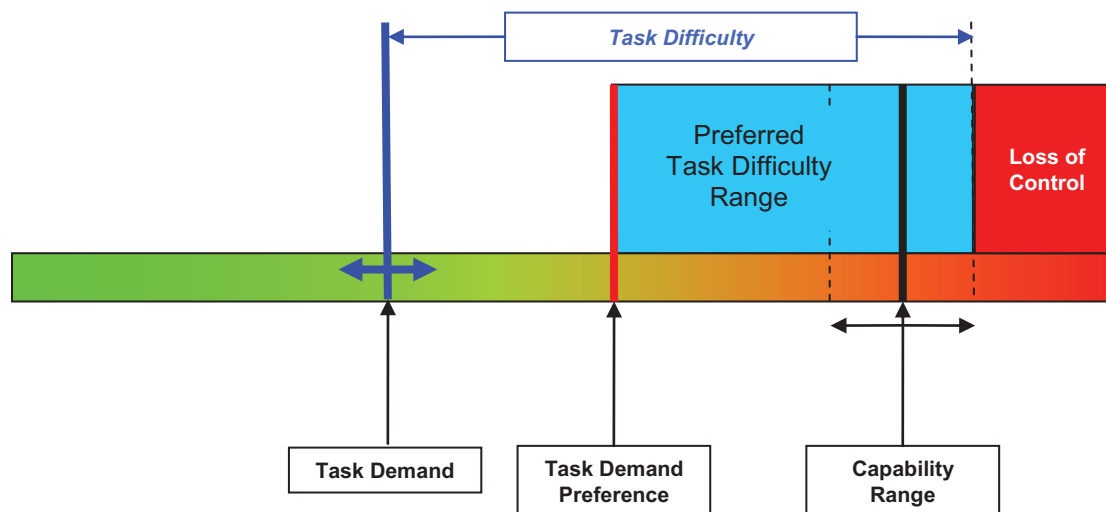 Task Difficulty
Preferred
Task Difficulty
Range
Loss of
Control
Task Demand
Task Demand
Preference
Capability
Range